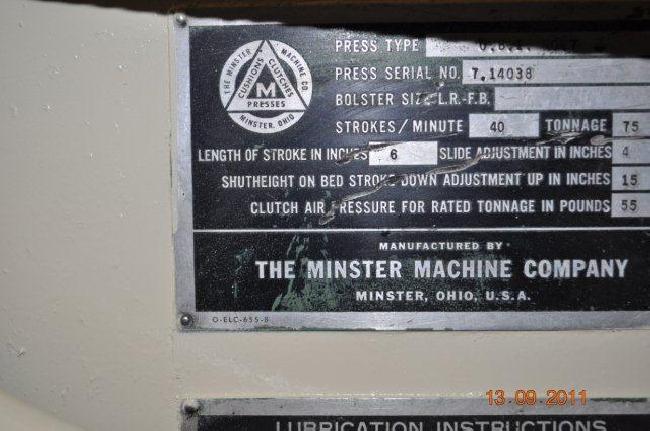 THE MINSTER MACHINE CO.
CUSHIONS CLUTCHES
M
PRESSES
MINSTER, OHIO
PRESS TYPE
PRESS SERIAL NO. 7.14038
BOLSTER SIZE L.R.-F.B.
STROKES/MINUTE 40 TONNAGE 75
LENGTH OF STROKE IN INCHES 6 SLIDE ADJUSTMENT IN INCHES 4
SHUTHEIGHT ON BED STROKE DOWN ADJUSTMENT UP IN INCHES 15
CLUTCH AIR PRESSURE FOR RATED TONNAGE IN POUNDS 55
MANUFACTURED BY
THE MINSTER MACHINE COMPANY
MINSTER, OHIO, U.S.A.
O-ELC-655-8
13.09.2011
LUBRICATION INSTRUCTIONS